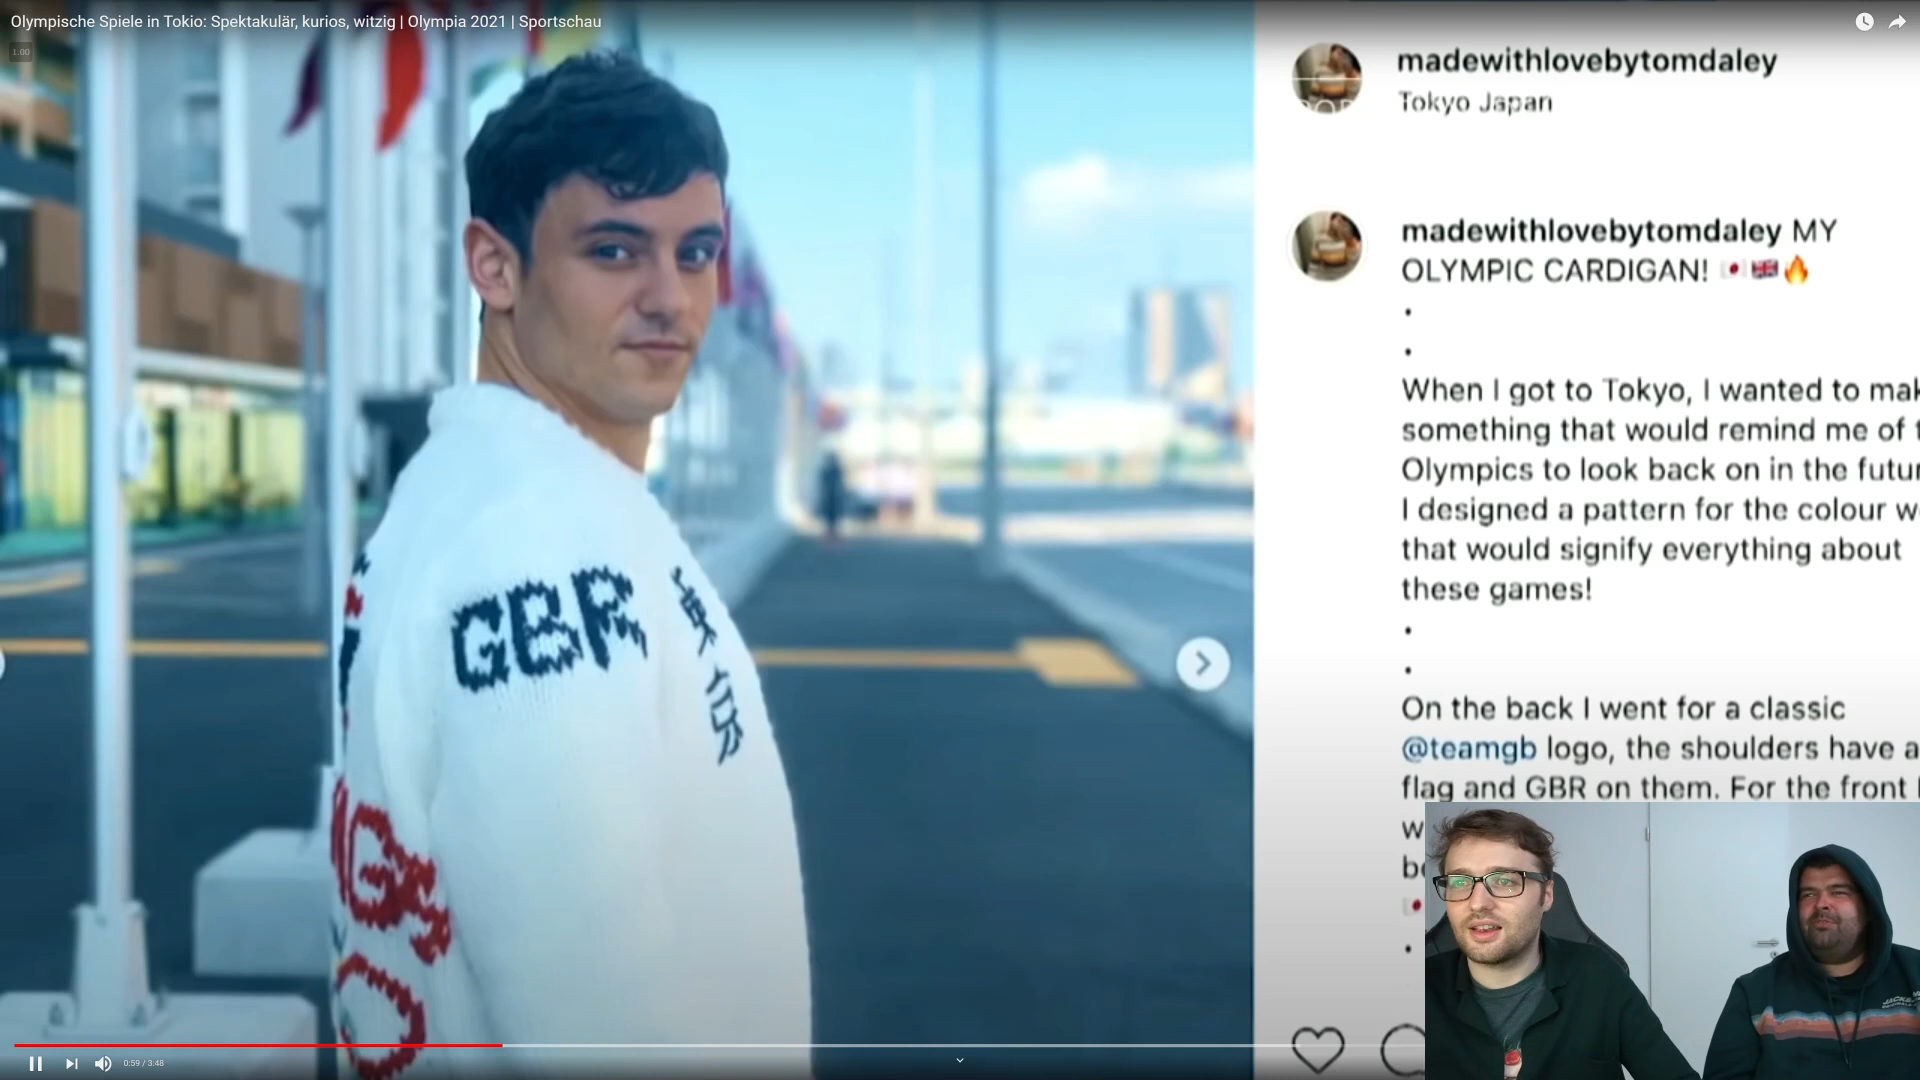 Olympische Spiele in Tokio: Spektakulär, kurios, witzig | Olympia 2021 | Sportschau
1.00
madewithlovebytomdaley
Tokyo Japan
madewithlovebytomdaley MY
OLYMPIC CARDIGAN! 🇯🇵🇬🇧🔥
.
.
When I got to Tokyo, I wanted to
something that would remind me of
Olympics to look back on in the
I designed a pattern for the colour
that would signify everything about
these games!
.
.
On the back I went for a classic
@teamgb logo, the shoulders have a
flag and GBR on them. For the front
GBR
東京
0:59 / 3:48